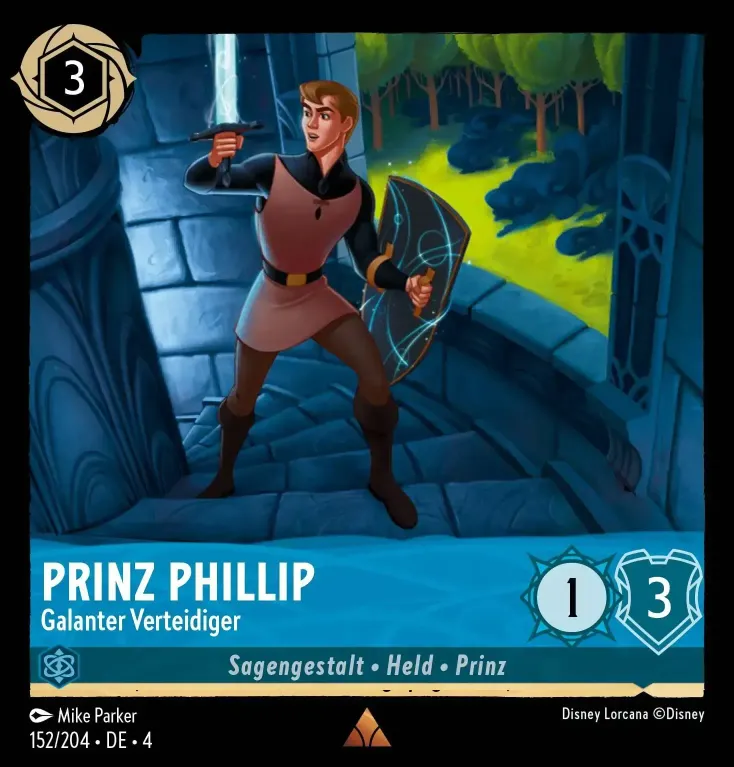 3
PRINZ PHILLIP
Galanter Verteidiger
1
3
Sagengestalt • Held • Prinz
Mike Parker
Disney Lorcana ©Disney
152/204 • DE • 4